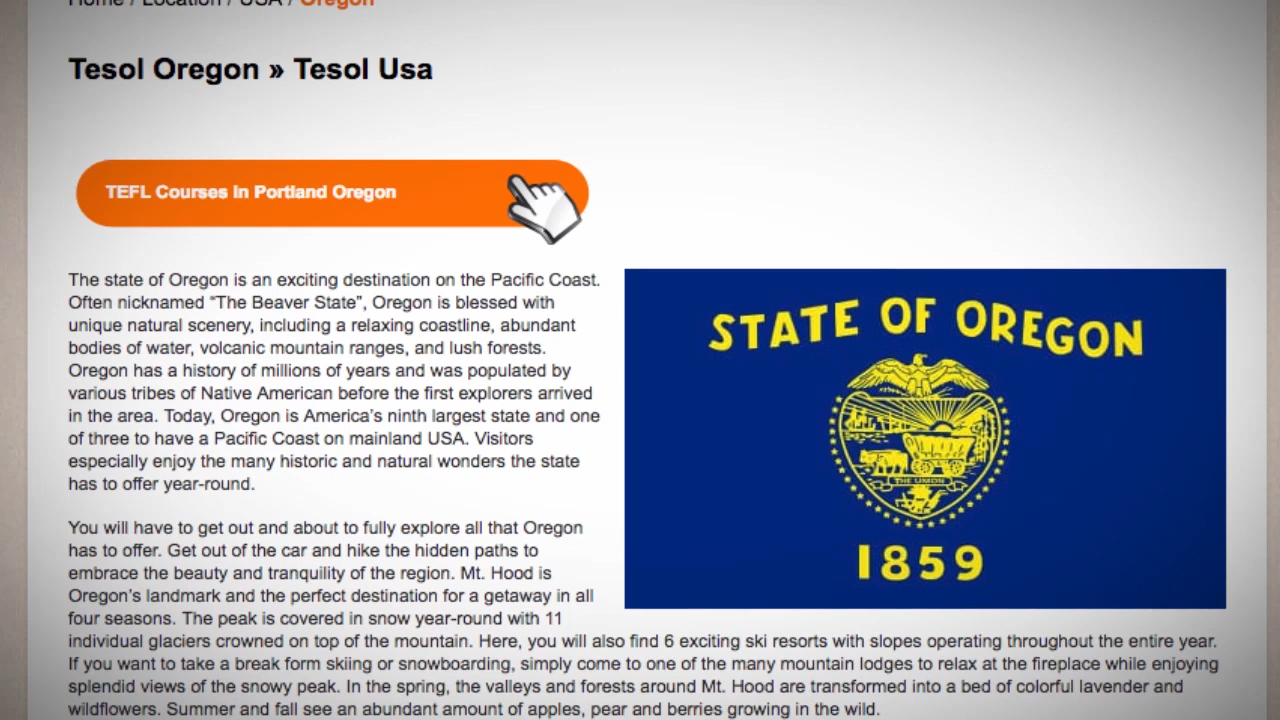 Home / Location / USA / Oregon
Tesol Oregon » Tesol Usa
TEFL Courses In Portland Oregon
The state of Oregon is an exciting destination on the Pacific Coast.
Often nicknamed “The Beaver State”, Oregon is blessed with
unique natural scenery, including a relaxing coastline, abundant
bodies of water, volcanic mountain ranges, and lush forests.
Oregon has a history of millions of years and was populated by
various tribes of Native American before the first explorers arrived
in the area. Today, Oregon is America’s ninth largest state and one
of three to have a Pacific Coast on mainland USA. Visitors
especially enjoy the many historic and natural wonders the state
has to offer year-round.
You will have to get out and about to fully explore all that Oregon
has to offer. Get out of the car and hike the hidden paths to
embrace the beauty and tranquility of the region. Mt. Hood is
Oregon’s landmark and the perfect destination for a getaway in all
four seasons. The peak is covered in snow year-round with 11
individual glaciers crowned on top of the mountain. Here, you will also find 6 exciting ski resorts with slopes operating throughout the entire year.
If you want to take a break form skiing or snowboarding, simply come to one of the many mountain lodges to relax at the fireplace while enjoying
splendid views of the snowy peak. In the spring, the valleys and forests around Mt. Hood are transformed into a bed of colorful lavender and
wildflowers. Summer and fall see an abundant amount of apples, pear and berries growing in the wild.
STATE OF OREGON
THE UNION
1859